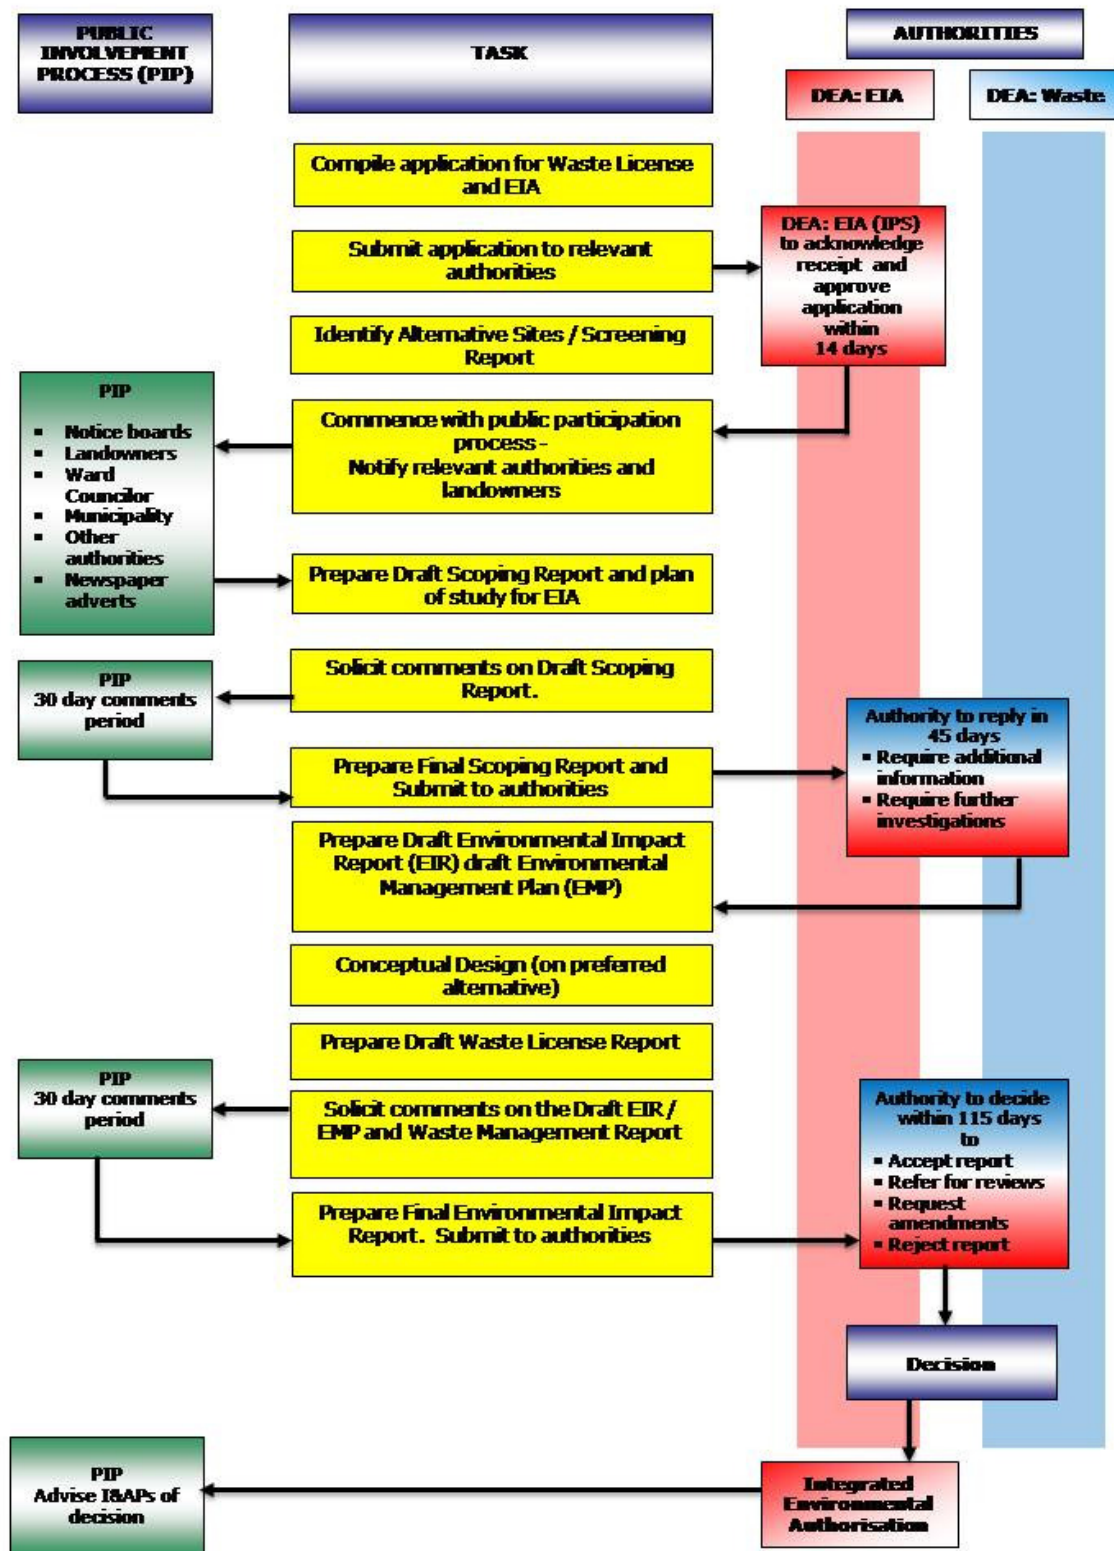 PUBLIC
INVOLVEMENT
PROCESS (PIP)
TASK
AUTHORITIES
DEA: EIA
DEA: Waste
Compile application for Waste License
and EIA
Submit application to relevant
authorities
DEA: EIA (IPS)
to acknowledge
receipt and
approve
application
within
14 days
Identify Alternative Sites / Screening
Report
PIP
▪ Notice boards
▪ Landowners
▪ Ward
Councilor
▪ Municipality
▪ Other
authorities
▪ Newspaper
adverts
Commence with public participation
process -
Notify relevant authorities and
landowners
Prepare Draft Scoping Report and plan
of study for EIA
Solicit comments on Draft Scoping
Report.
PIP
30 day comments
period
Prepare Final Scoping Report and
Submit to authorities
Authority to reply in
45 days
▪ Require additional
information
▪ Require further
investigations
Prepare Draft Environmental Impact
Report (EIR) draft Environmental
Management Plan (EMP)
Conceptual Design (on preferred
alternative)
Prepare Draft Waste License Report
PIP
30 day comments
period
Solicit comments on the Draft EIR /
EMP and Waste Management Report
Authority to decide
within 115 days
to
▪ Accept report
▪ Refer for reviews
▪ Request
amendments
▪ Reject report
Prepare Final Environmental Impact
Report. Submit to authorities
Decision
Integrated
Environmental
Authorisation
PIP
Advise I&APs of
decision